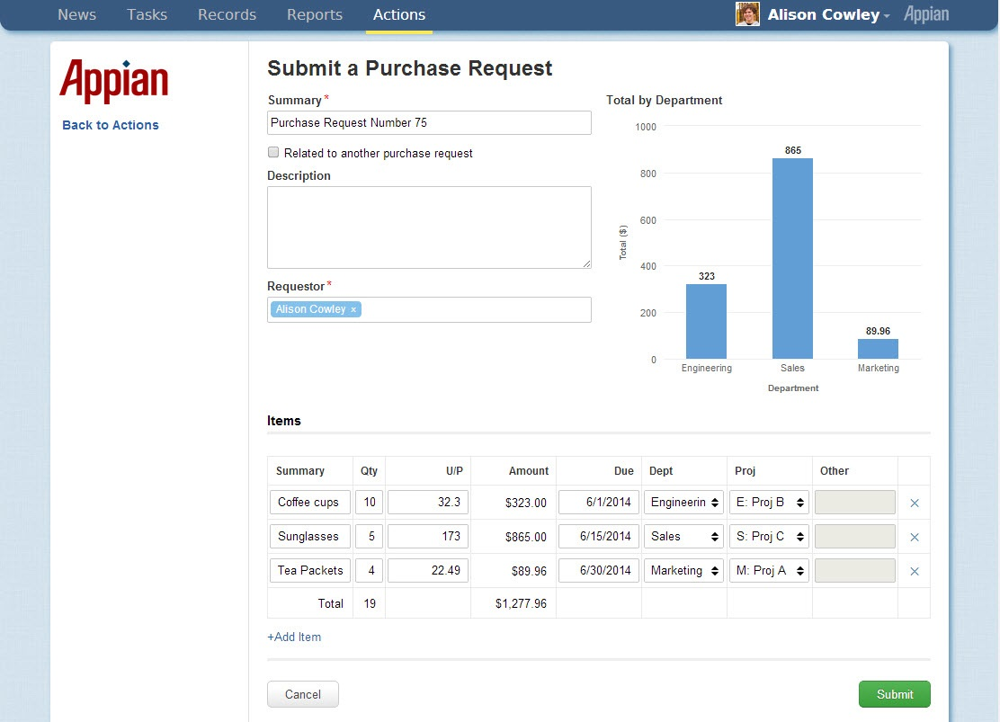 News Tasks Records Reports Actions Alison Cowley Appian
Appian
Back to Actions
Submit a Purchase Request
Summary*
Purchase Request Number 75
Related to another purchase request
Description
Requestor*
Alison Cowley x
Total by Department
1000
800
600
400
200
0
Total ($)
323
865
89.96
Engineering Sales Marketing
Department
Items
Summary Qty U/P Amount Due Dept Proj Other
Coffee cups 10 32.3 $323.00 6/1/2014 Engineerin E: Proj B
Sunglasses 5 173 $865.00 6/15/2014 Sales S: Proj C
Tea Packets 4 22.49 $89.96 6/30/2014 Marketing M: Proj A
Total 19 $1,277.96
+Add Item
Cancel Submit